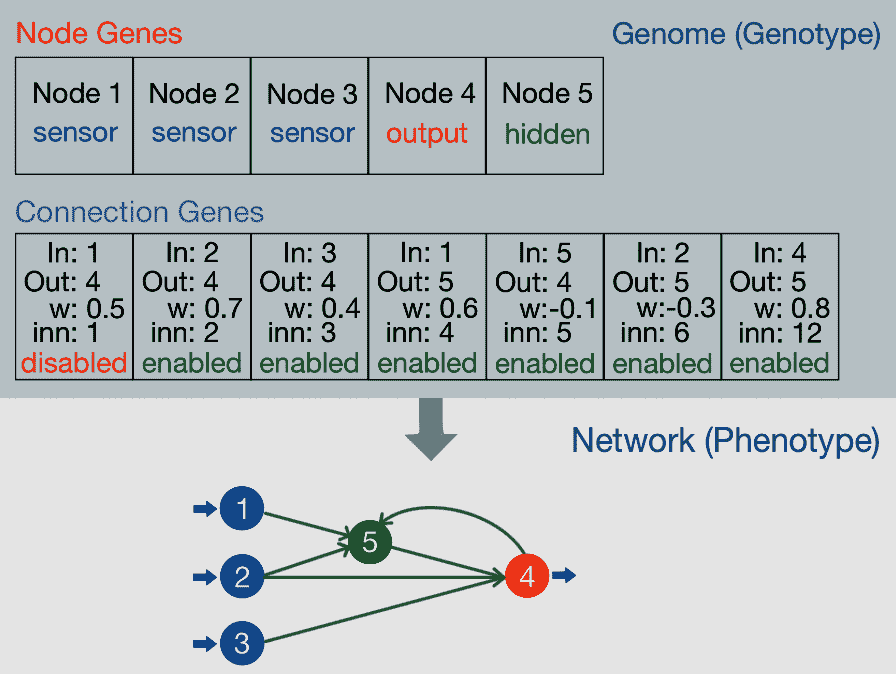 Node Genes
Genome (Genotype)
Node 1 Node 2 Node 3 Node 4 Node 5
sensor sensor sensor output hidden
Connection Genes
In: 1 In: 2 In: 3 In: 1 In: 5 In: 2 In: 4
Out: 4 Out: 4 Out: 4 Out: 5 Out: 4 Out: 5 Out: 5
w: 0.5 w: 0.7 w: 0.4 w: 0.6 w:-0.1 w:-0.3 w: 0.8
inn: 1 inn: 2 inn: 3 inn: 4 inn: 5 inn: 6 inn: 12
disabled enabled enabled enabled enabled enabled enabled
Network (Phenotype)
1
5
2
4
3